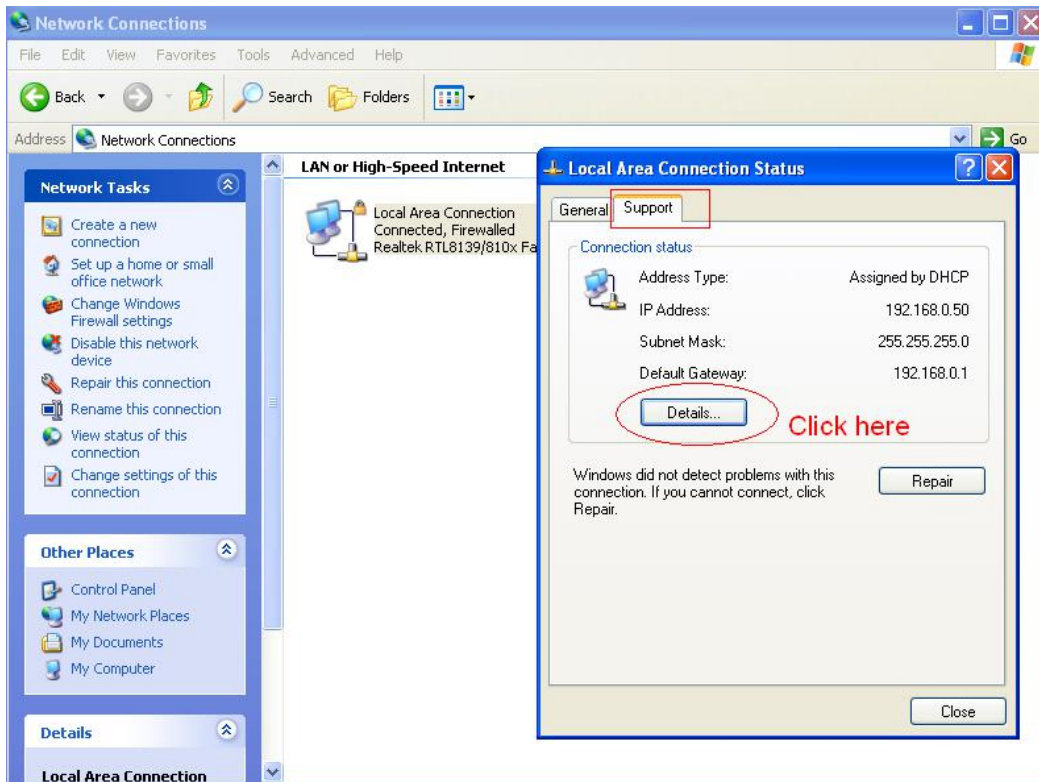 Network Connections
File Edit View Favorites Tools Advanced Help
Back Search Folders
Address Network Connections Go
Network Tasks
Create a new
connection
Set up a home or small
office network
Change Windows
Firewall settings
Disable this network
device
Repair this connection
Rename this connection
View status of this
connection
Change settings of this
connection
Other Places
Control Panel
My Network Places
My Documents
My Computer
Details
Local Area Connection
LAN or High-Speed Internet
Local Area Connection
Connected, Firewalled
Realtek RTL8139/810x Fa
Local Area Connection Status
General Support
Connection status
Address Type: Assigned by DHCP
IP Address: 192.168.0.50
Subnet Mask: 255.255.255.0
Default Gateway: 192.168.0.1
Details...
Click here
Windows did not detect problems with this
connection. If you cannot connect, click
Repair.
Repair
Close